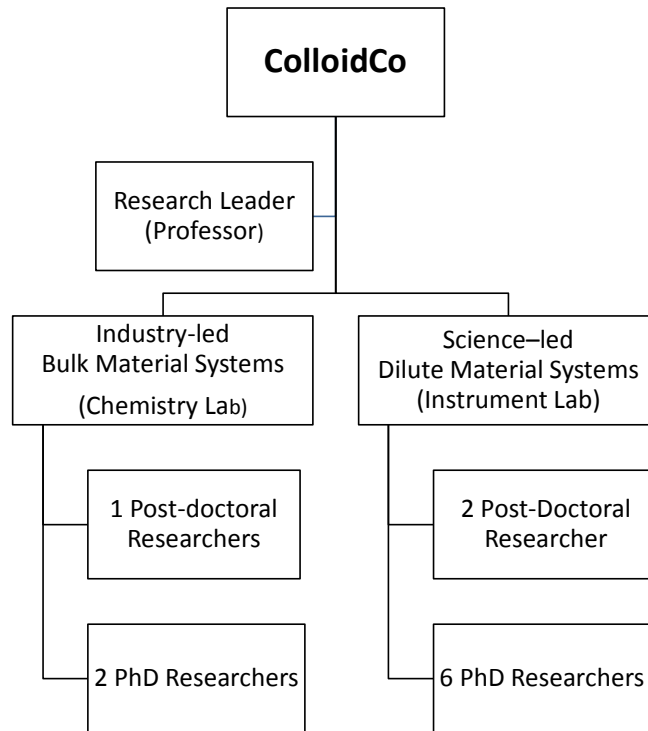 ColloidCo
Research Leader
(Professor)
Industry-led
Bulk Material Systems
(Chemistry Lab)
Science–led
Dilute Material Systems
(Instrument Lab)
1 Post-doctoral
Researchers
2 Post-Doctoral
Researcher
2 PhD Researchers
6 PhD Researchers